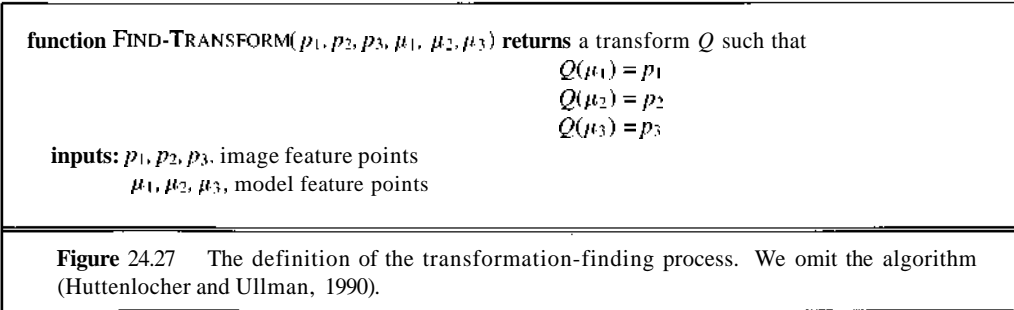 function FIND-TRANSFORM(p1, p2, p3, μ1, μ2, μ3) returns a transform Q such that
Q(μ1) = p1
Q(μ2) = p2
Q(μ3) = p3
inputs: p1, p2, p3, image feature points
μ1, μ2, μ3, model feature points
Figure 24.27 The definition of the transformation-finding process. We omit the algorithm
(Huttenlocher and Ullman, 1990).